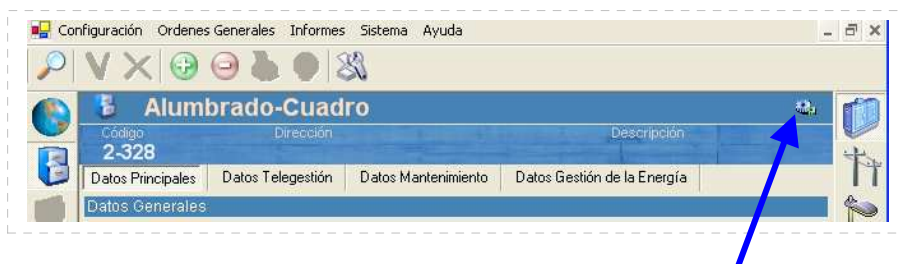 Configuración Ordenes Generales Informes Sistema Ayuda
Alumbrado-Cuadro
Código Dirección Descripción
2-328
Datos Principales Datos Telegestión Datos Mantenimiento Datos Gestión de la Energía
Datos Generales